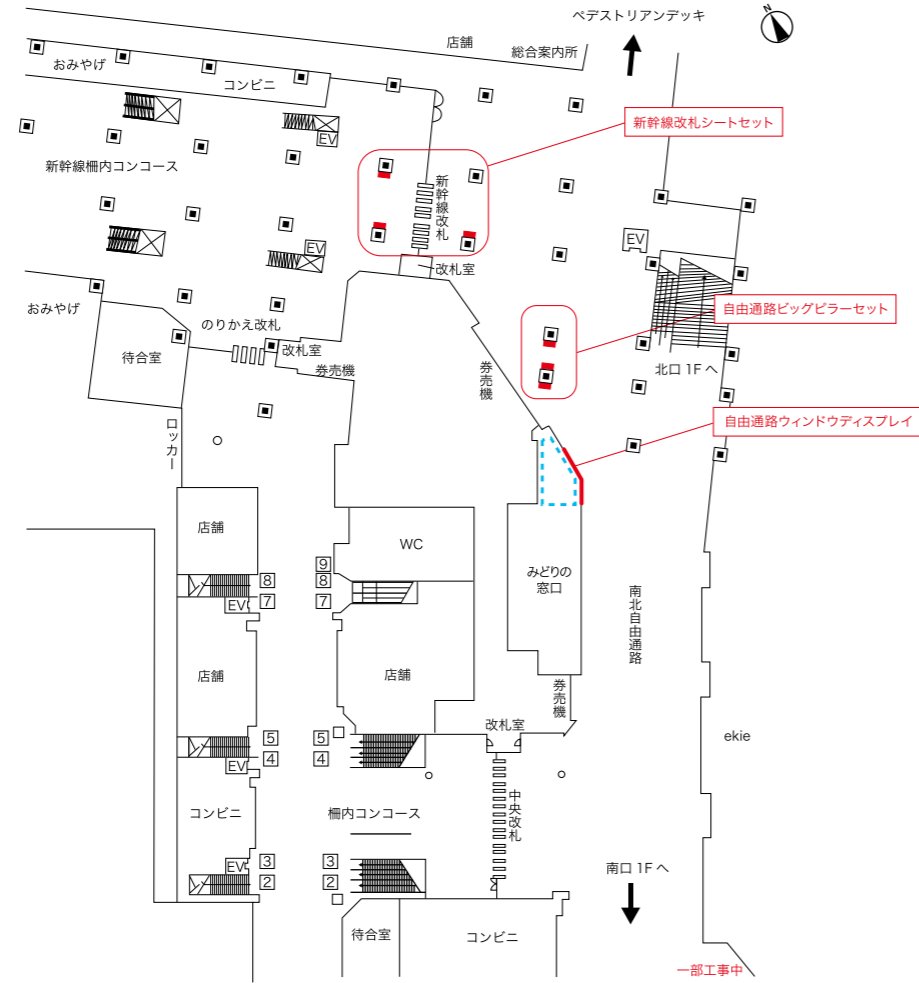 ペデストリアンデッキ
N
店舗
総合案内所
おみやげ
コンビニ
新幹線改札シートセット
EV
新幹線柵内コンコース
新幹線改札
EV
EV
改札室
おみやげ
のりかえ改札
自由通路ビッグピラーセット
待合室
改札室
券売機
券売機
北口 1F へ
自由通路ウィンドウディスプレイ
ロッカー
店舗
WC
みどりの
窓口
9
8
8
7
7
EV
南北自由通路
店舗
店舗
券売機
改札室
5
5
4
4
EV
ekie
コンビニ
柵内コンコース
中央改札
3
3
EV
2
2
南口 1F へ
待合室
コンビニ
一部工事中